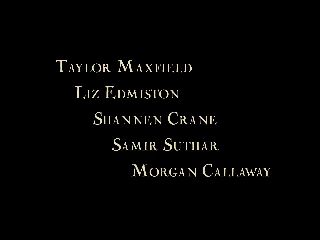 Taylor Maxfield
Liz Edmiston
Shannen Crane
Samir Suthar
Morgan Callaway